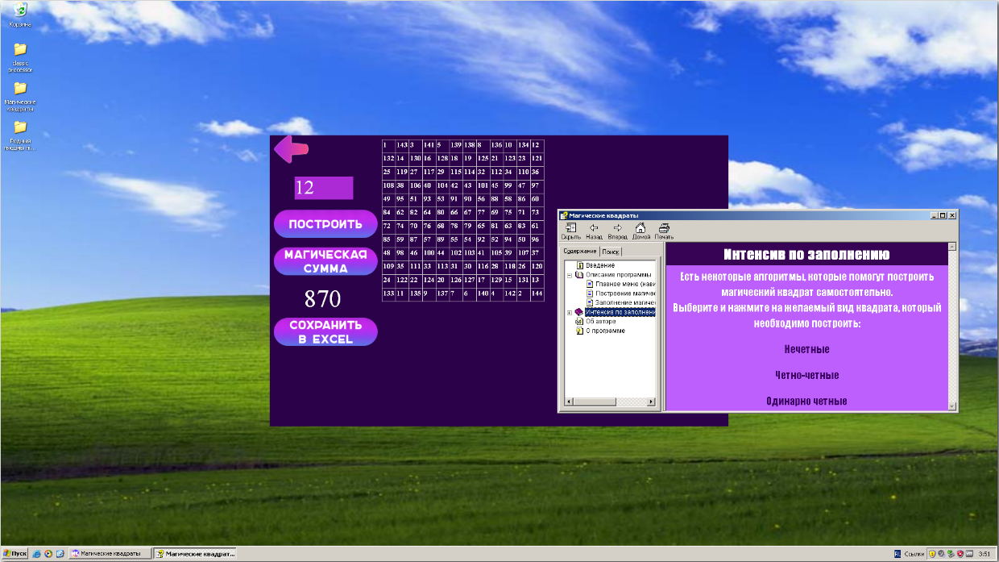 Корзина
classic
processor
Магические
квадраты
12
ПОСТРОИТЬ
МАГИЧЕСКАЯ
СУММА
870
СОХРАНИТЬ
В EXCEL
1 143 3 141 5 139 138 8 136 10 134 12
132 14 130 16 128 18 19 125 21 123 23 121
25 119 27 117 29 115 114 32 112 34 110 36
108 38 106 40 104 42 43 101 45 99 47 97
49 95 51 93 53 91 90 56 88 58 86 60
84 62 82 64 80 66 67 77 69 75 71 73
72 74 70 76 68 78 79 65 81 63 83 61
85 59 87 57 89 55 54 92 52 94 50 96
48 98 46 100 44 102 103 41 105 39 107 37
109 35 111 33 113 31 30 116 28 118 26 120
24 122 22 124 20 126 127 17 129 15 131 13
133 11 135 9 137 7 6 140 4 142 2 144
Магические квадраты
Скрыть Назад Вперед Домой Печать
Содержание Поиск
Введение
Описание программы
Главное меню (нави
Построение магичес
Заполнение магичес
Интенсив по заполнени
Об авторе
О программе
Интенсив по заполнению
Есть некоторые алгоритмы, которые помогут построить
магический квадрат самостоятельно.
Выберите и нажмите на желаемый вид квадрата, который
необходимо построить:
Нечетные
Четно-четные
Одинарно четные
Пуск
Магические квадраты
Магические квадрат...
RU
Ссылки
3:51